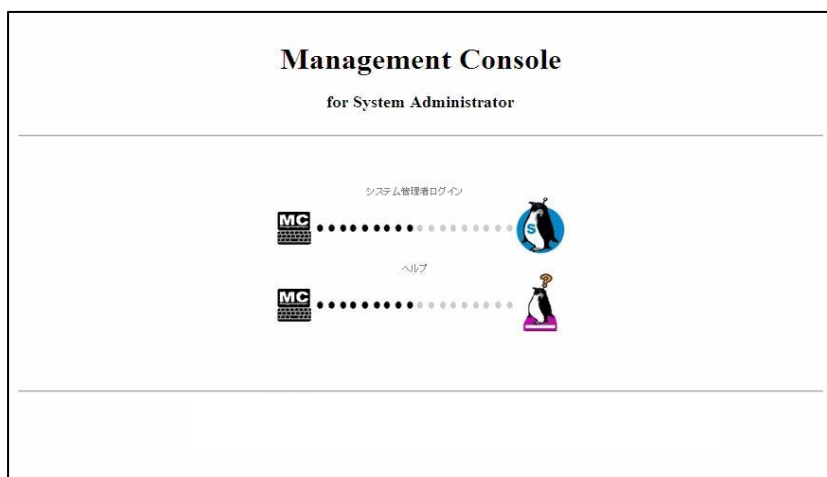 Management Console
for System Administrator
システム管理者ログイン
MC
S
ヘルプ
MC
?